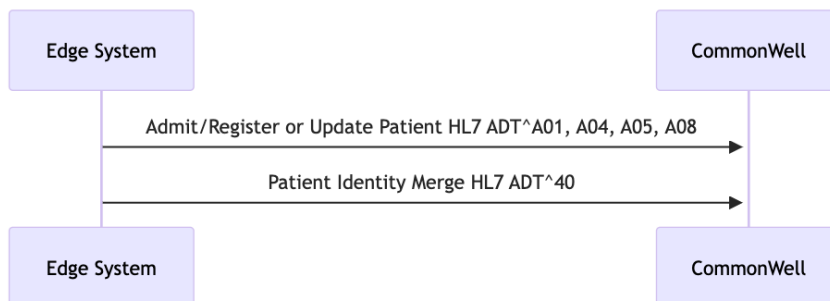 Edge System
CommonWell
Admit/Register or Update Patient HL7 ADT^A01, A04, A05, A08
Patient Identity Merge HL7 ADT^40
Edge System
CommonWell